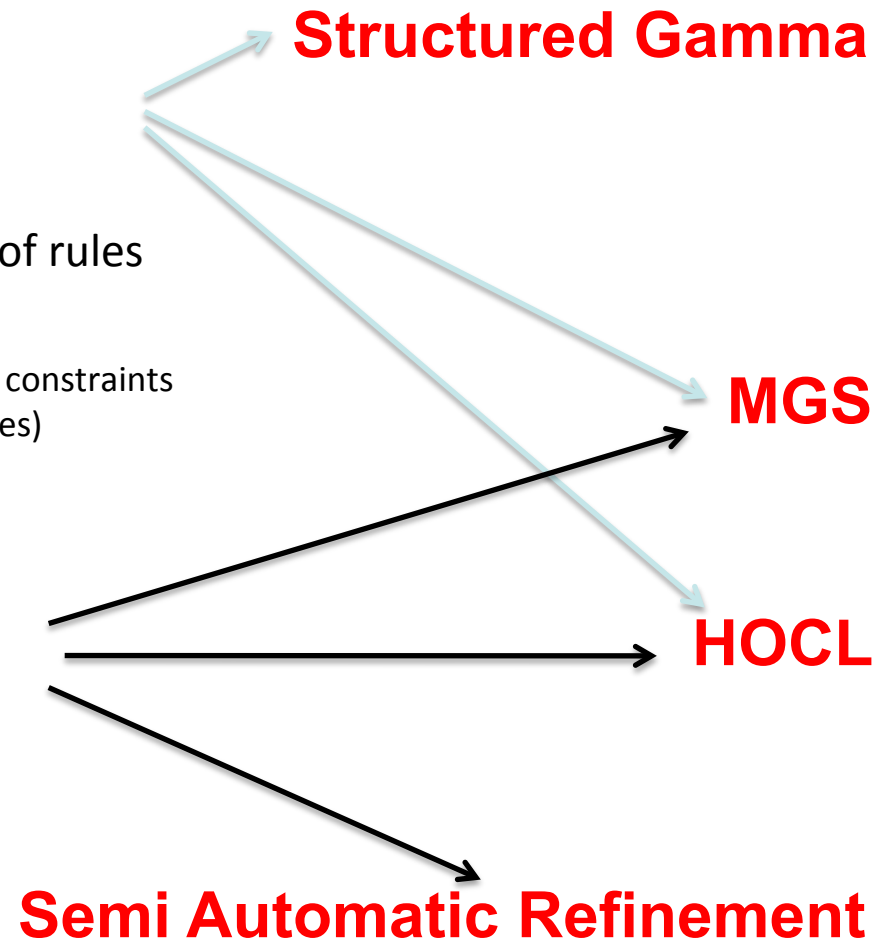 Structured Gamma
of rules
constraints
es)
MGS
HOCL
Semi Automatic Refinement